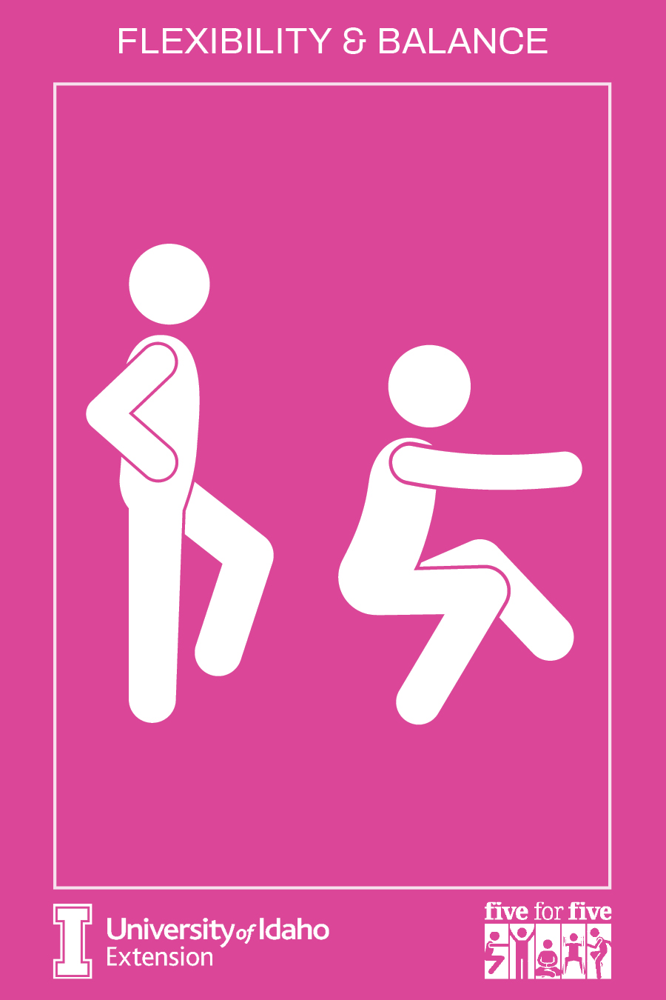 FLEXIBILITY & BALANCE
I
University of Idaho
Extension
five for five